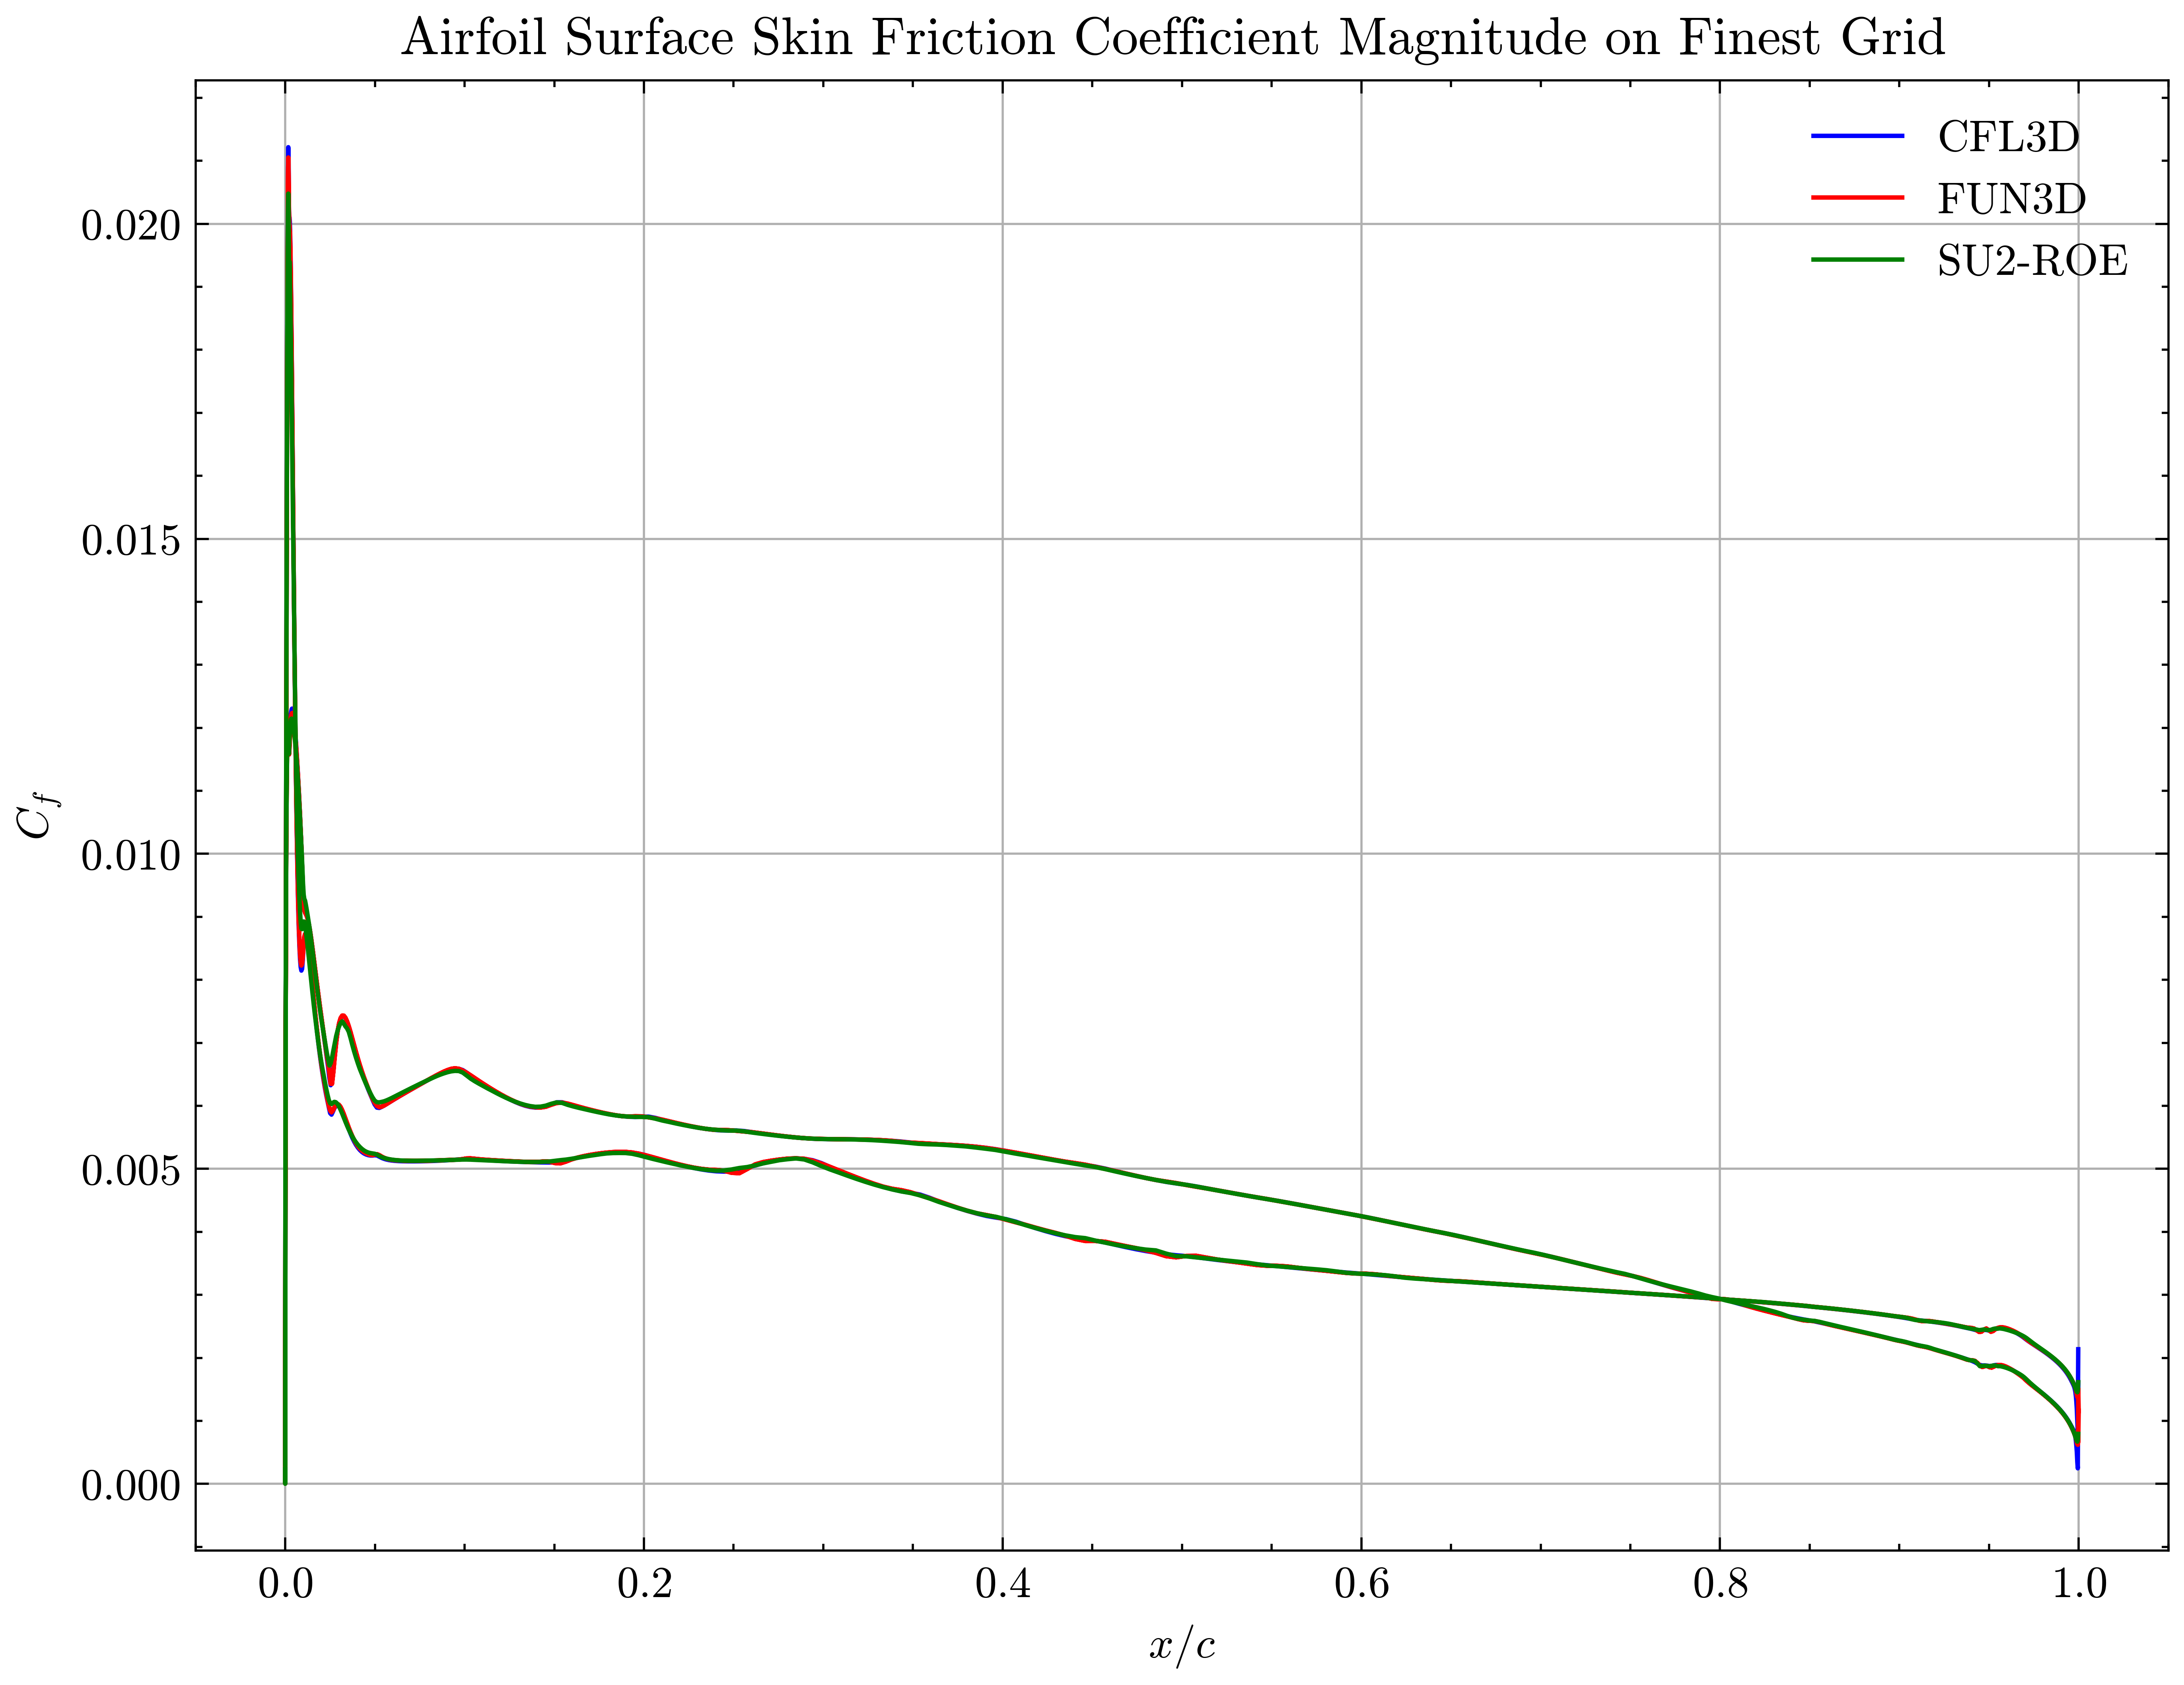 Airfoil Surface Skin Friction Coefficient Magnitude on Finest Grid
CFL3D
FUN3D
SU2-ROE
0.020
0.015
0.010
0.005
0.000
C_f
0.0 0.2 0.4 0.6 0.8 1.0
x/c